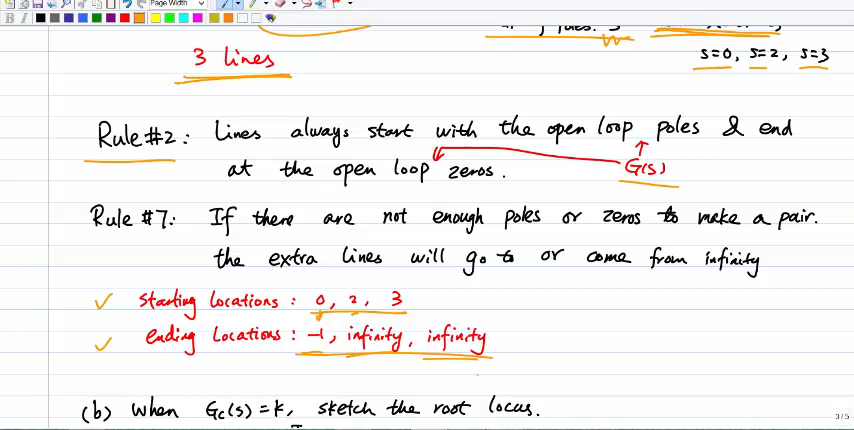 Page Width
B I
s=0, s=2, s=3
3 lines
Rule #2: Lines always start with the open loop poles & end
at the open loop zeros. G(s)
Rule #7: If there are not enough poles or zeros to make a pair.
the extra lines will go to or come from infinity
✓ starting locations: 0, 2, 3
✓ ending locations: -1, infinity, infinity
(b) when Gc(s) = k, sketch the root locus.
3 / 5